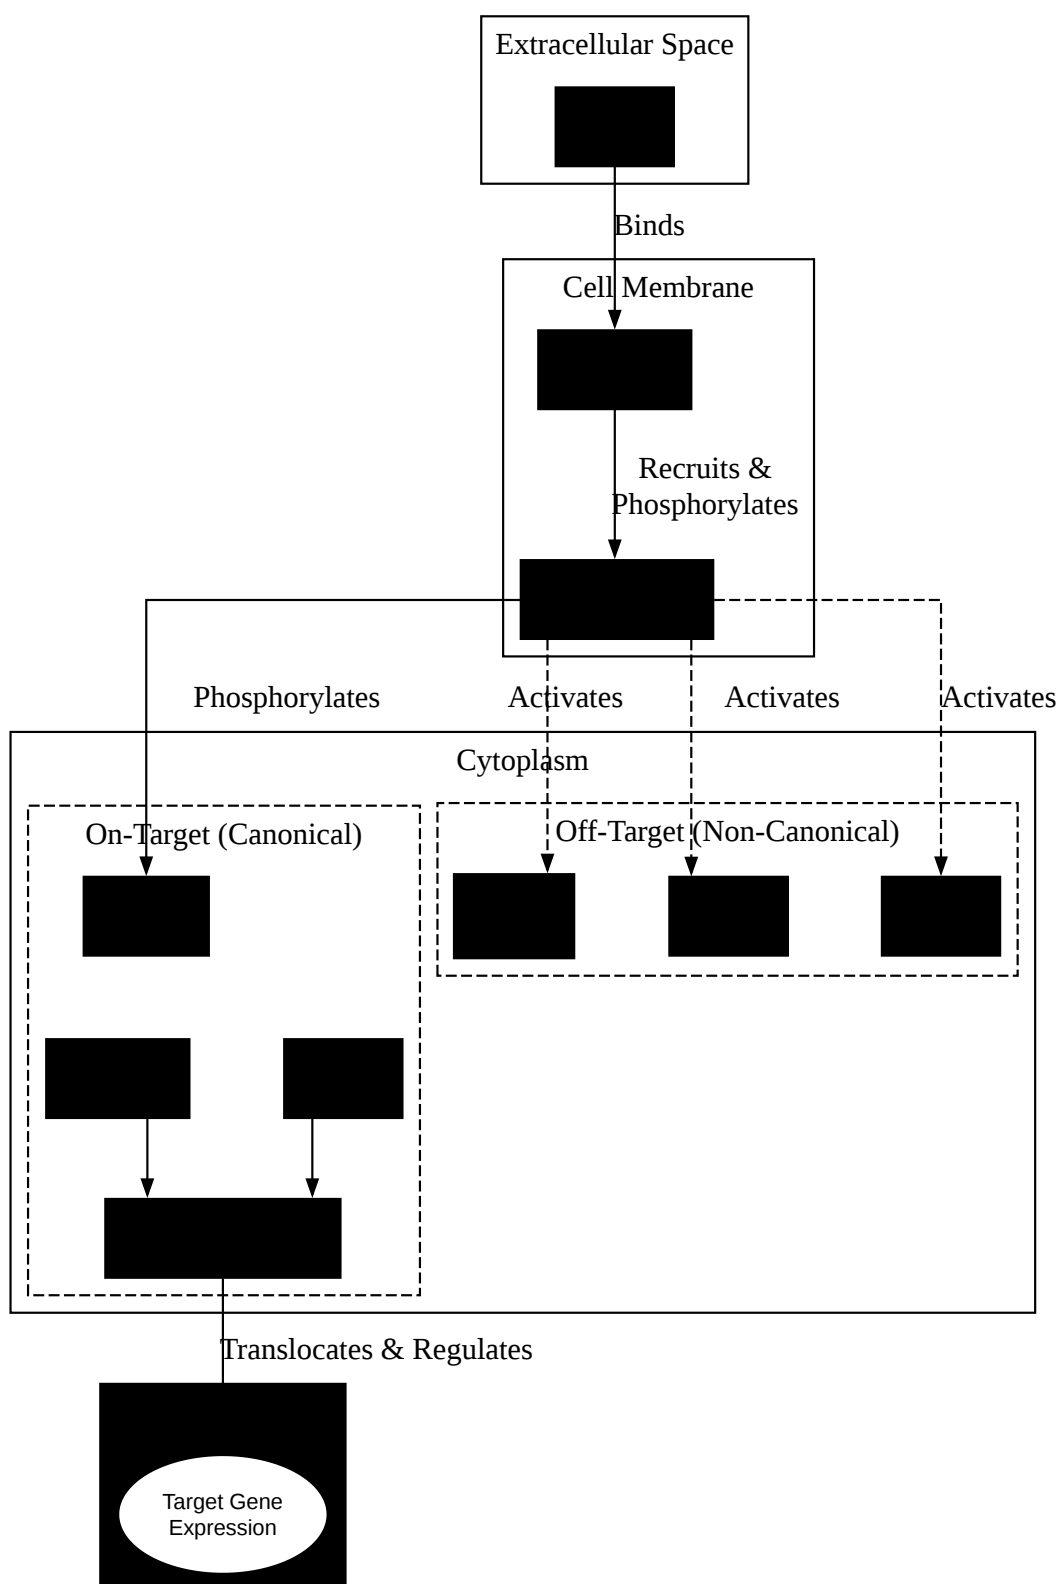 Extracellular Space
Binds
Cell Membrane
Recruits &
Phosphorylates
Phosphorylates
Activates
Activates
Activates
Cytoplasm
On-Target (Canonical)
Off-Target (Non-Canonical)
Translocates & Regulates
Target Gene
Expression